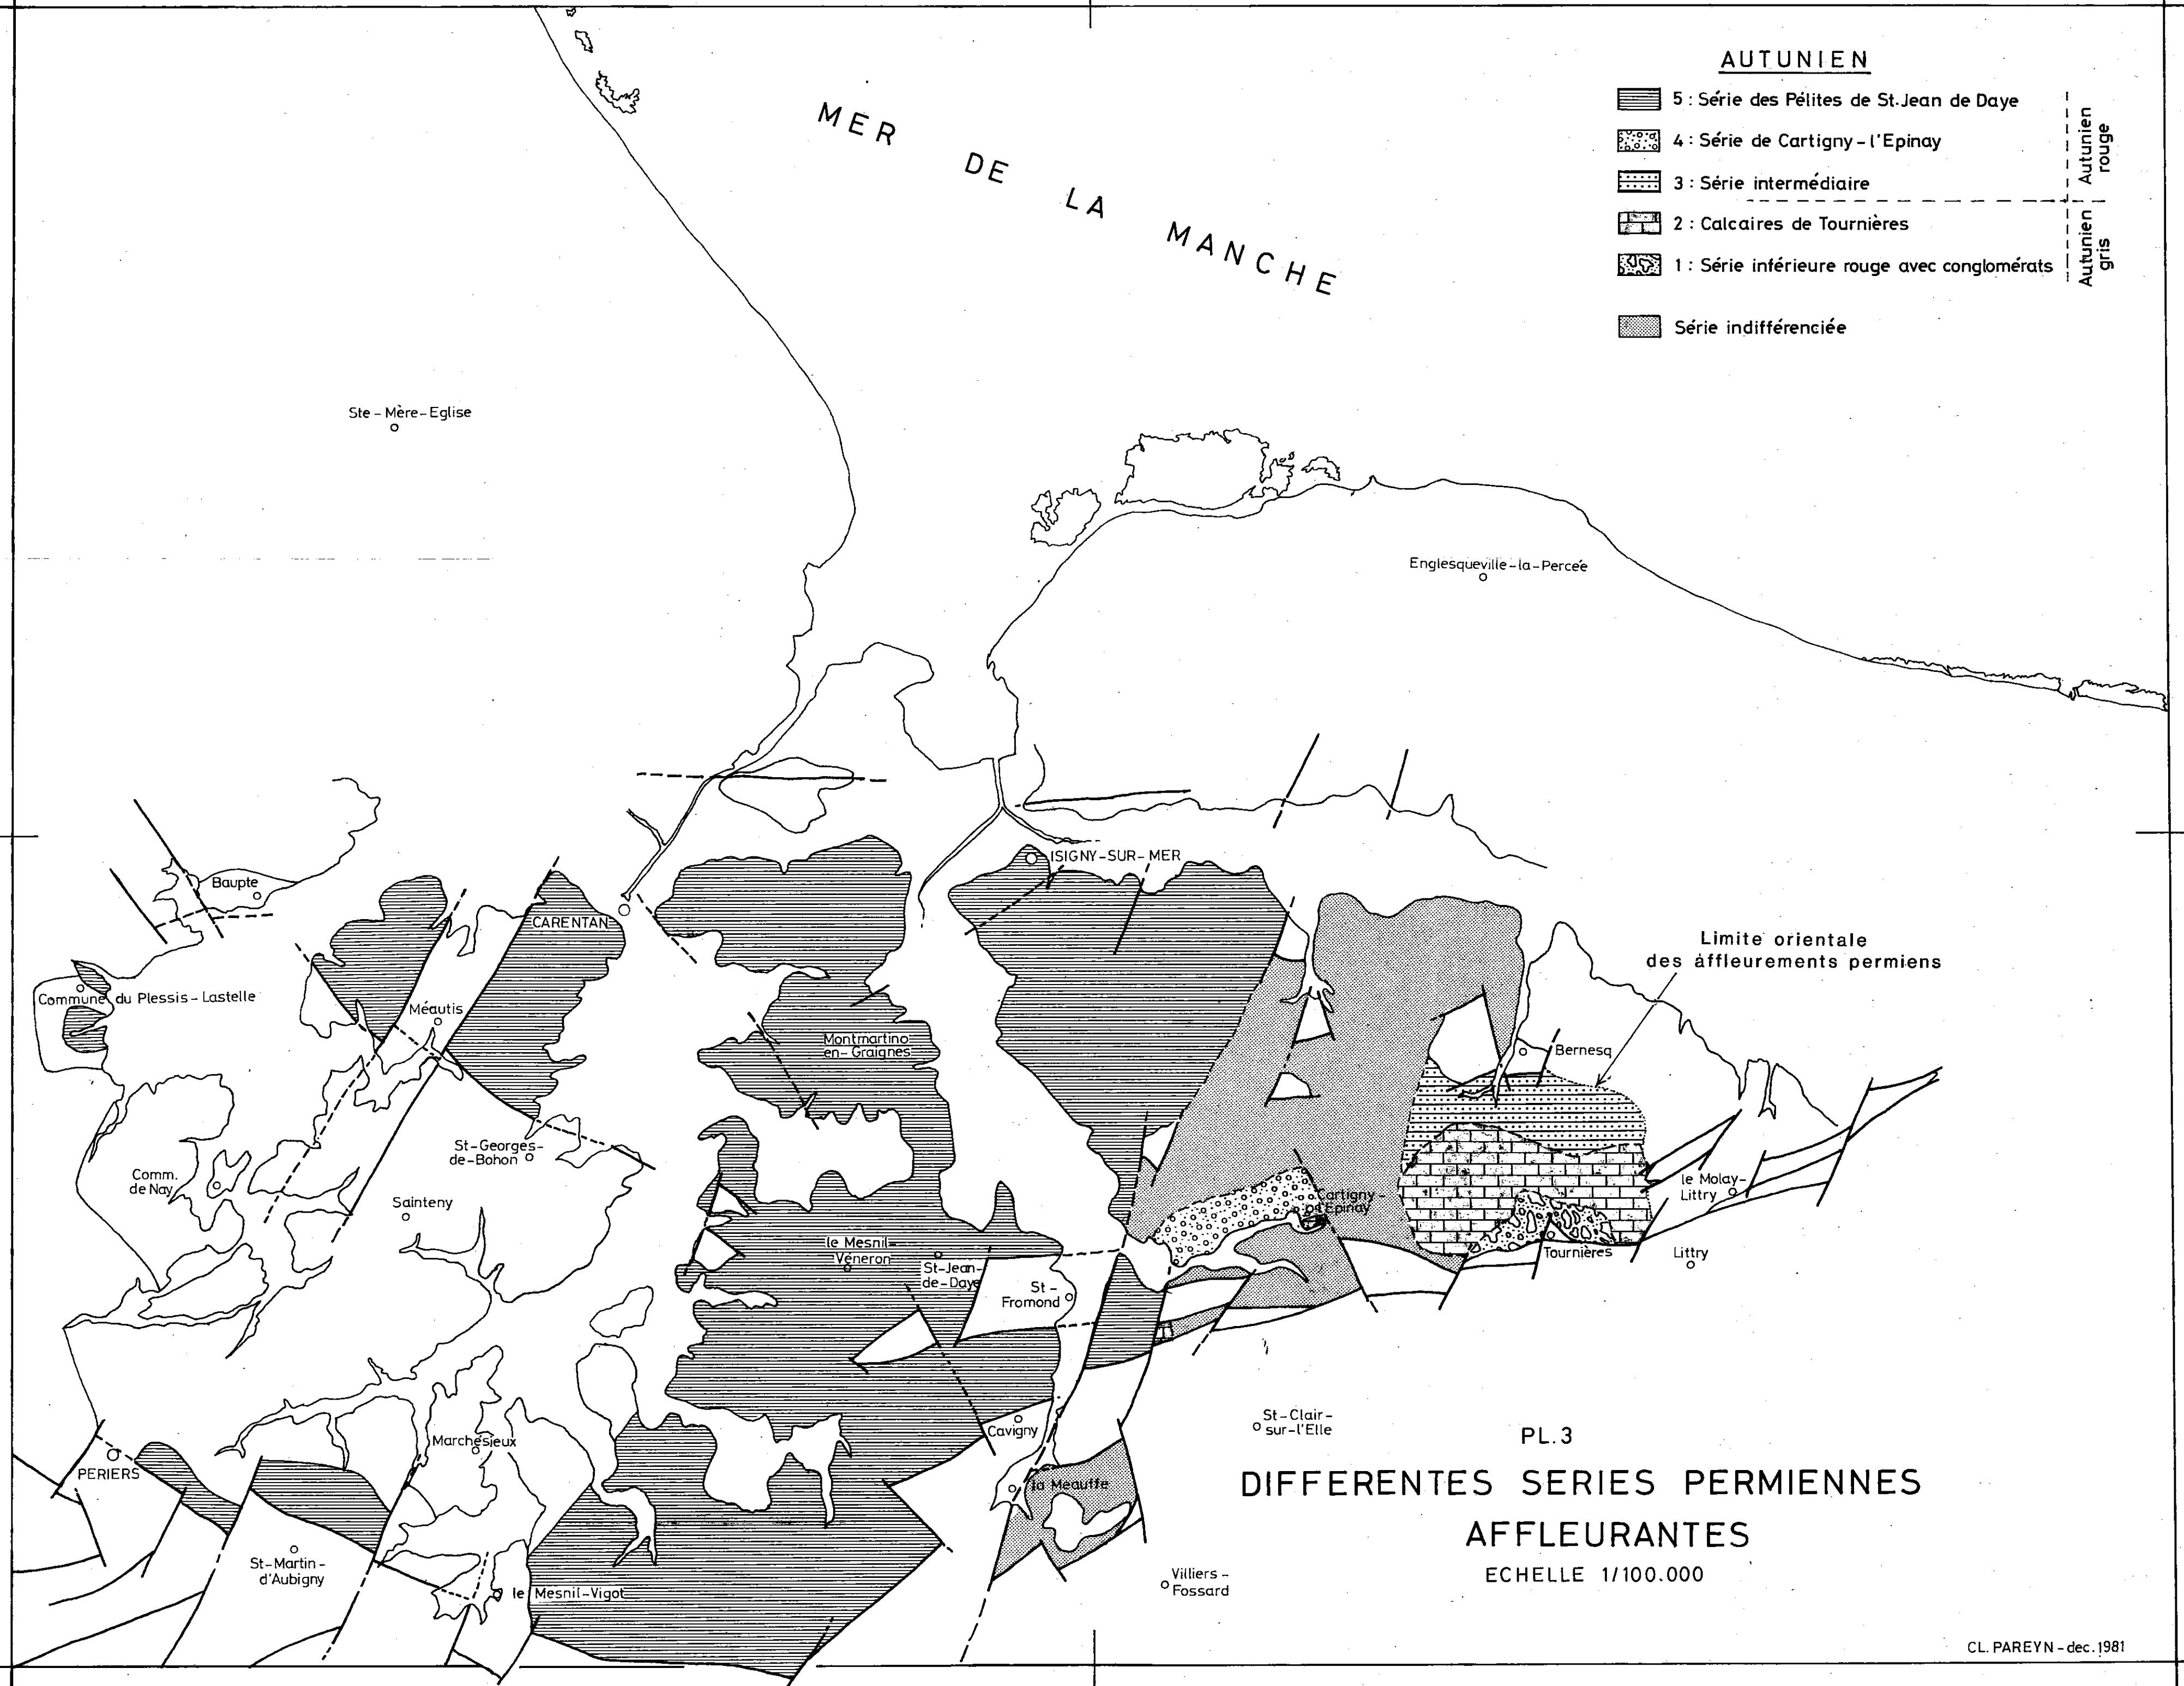 AUTUNIEN
5 : Série des Pélites de St.Jean de Daye
4 : Série de Cartigny - l'Epinay
3 : Série intermédiaire
Autunien
rouge
2 : Calcaires de Tournières
1 : Série inférieure rouge avec conglomérats
Autunien
gris
Série indifférenciée
MER DE LA MANCHE
Ste - Mère - Eglise
Englesqueville - la - Percée
ISIGNY - SUR - MER
Baupte
CARENTAN
Limite orientale
des affleurements permiens
Commune du Plessis - Lastelle
Méautis
Montmartin
en - Graignes
Bernesq
St - Georges -
de - Bohon
Comm.
de Nay
Sainteny
Cartigny -
l'Epinay
le Molay -
Littry
le Mesnil -
Véneron
St - Jean -
de - Daye
St -
Fromond
Tournières
Littry
St - Clair -
sur - l'Elle
Cavigny
Marchésieux
PERIERS
la Meauffe
St - Martin -
d'Aubigny
le Mesnil - Vigot
Villiers -
Fossard
PL.3
DIFFERENTES SERIES PERMIENNES
AFFLEURANTES
ECHELLE 1/100.000
CL. PAREYN - dec. 1981